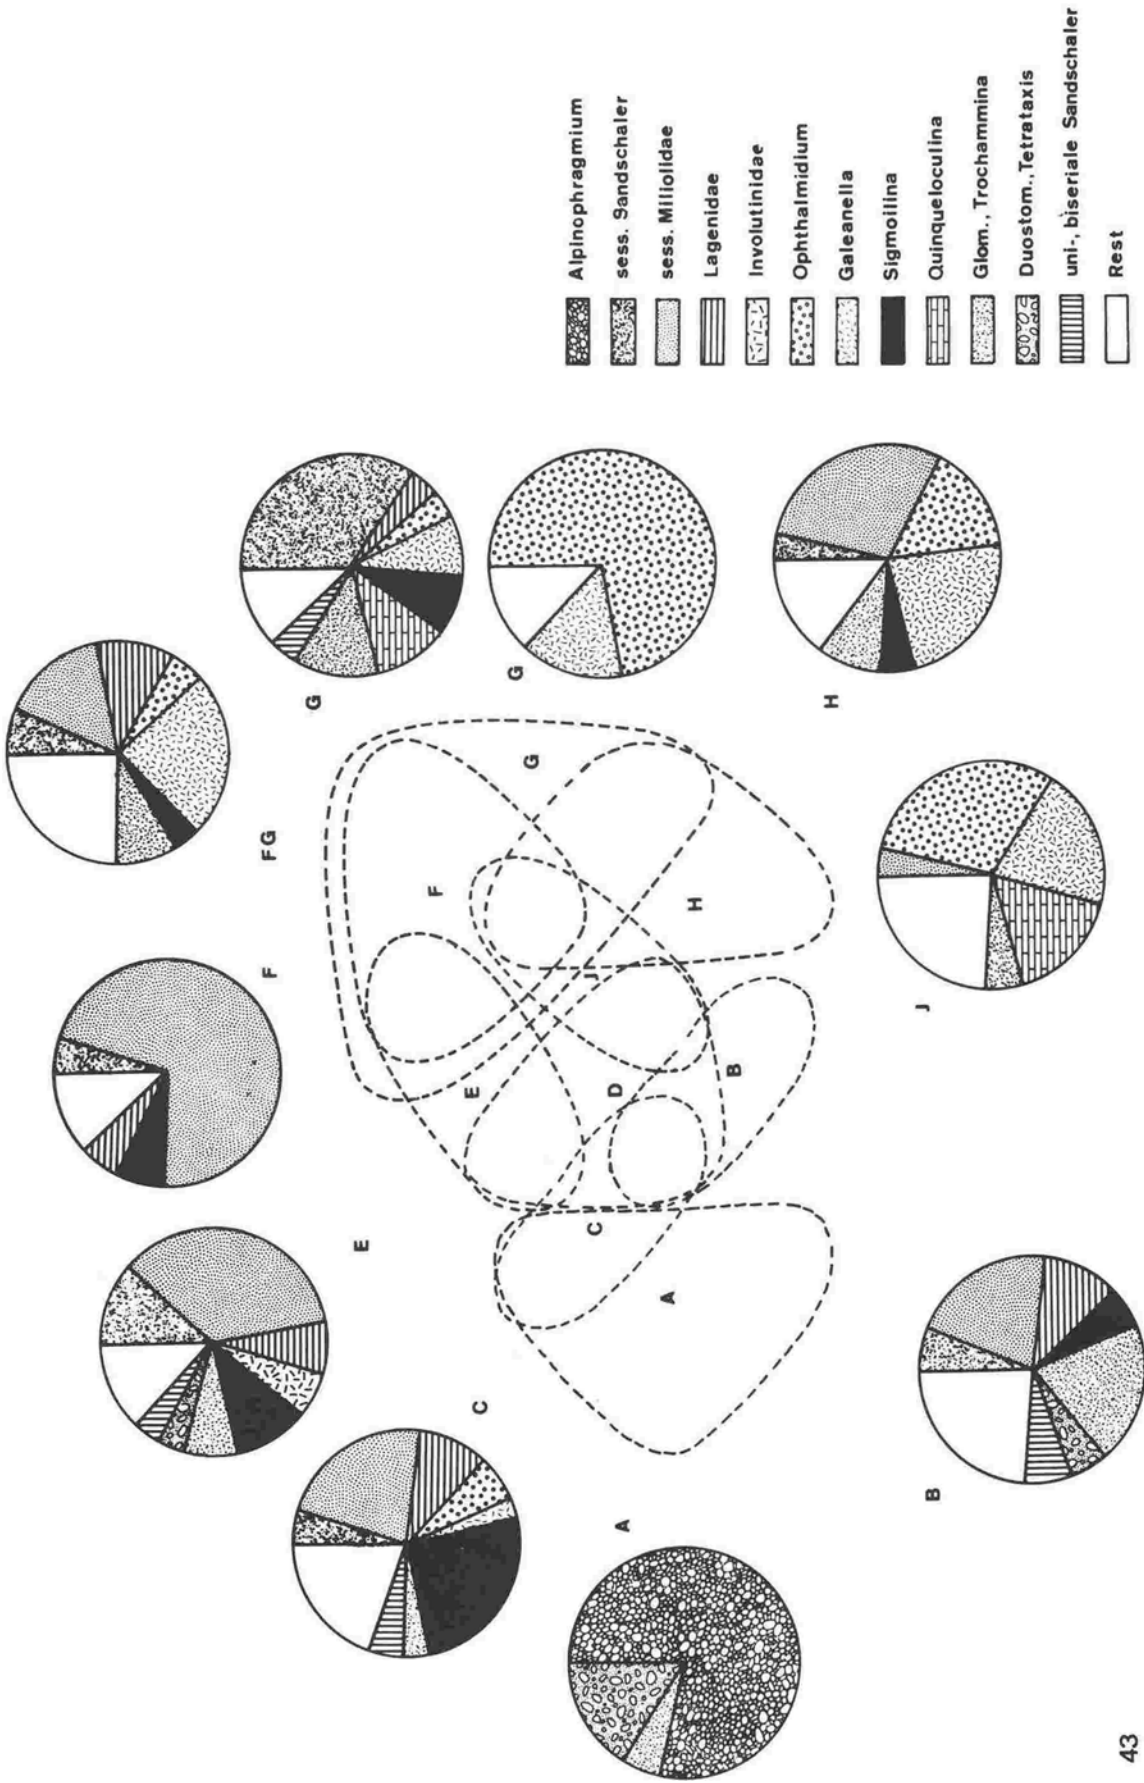 Alpinophragmium
sess. Sandschaler
sess. Miliolidae
Lagenidae
Involutinidae
Ophthalmidium
Galeanella
Sigmoilina
Quinqueloculina
Glom., Trochammina
Duostom., Tetrataxis
uni-, biseriale Sandschaler
Rest
FG
G
F
G
E
H
C
J
A
B
G
F
H
E
J
D
B
C
A
43